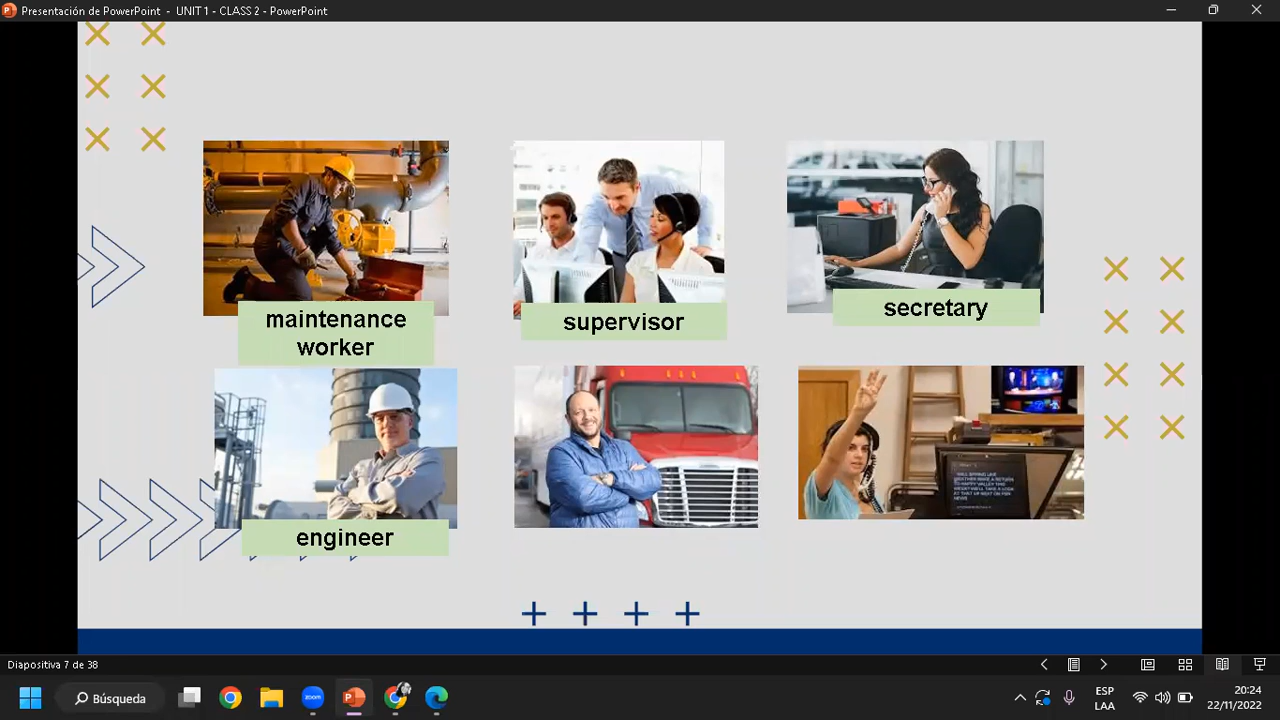 Presentación de PowerPoint - UNIT 1 - CLASS 2 - PowerPoint
maintenance
worker
supervisor
secretary
engineer
Diapositiva 7 de 38
Búsqueda
zoom
ESP
LAA
20:24
22/11/2022